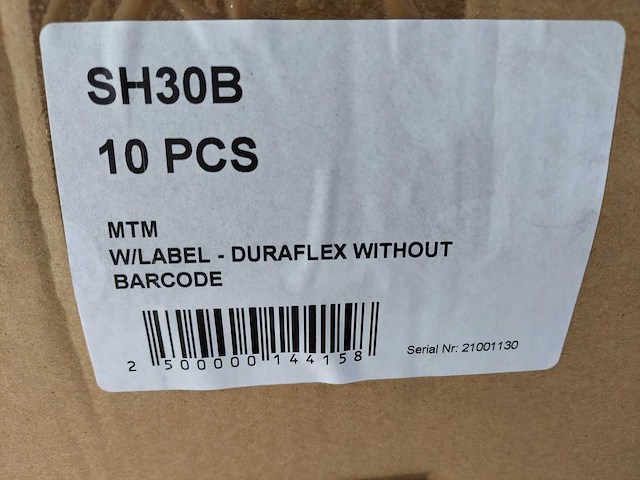 SH30B
10 PCS
MTM
W/LABEL - DURAFLEX WITHOUT
BARCODE
2 500000 144158
Serial Nr: 21001130